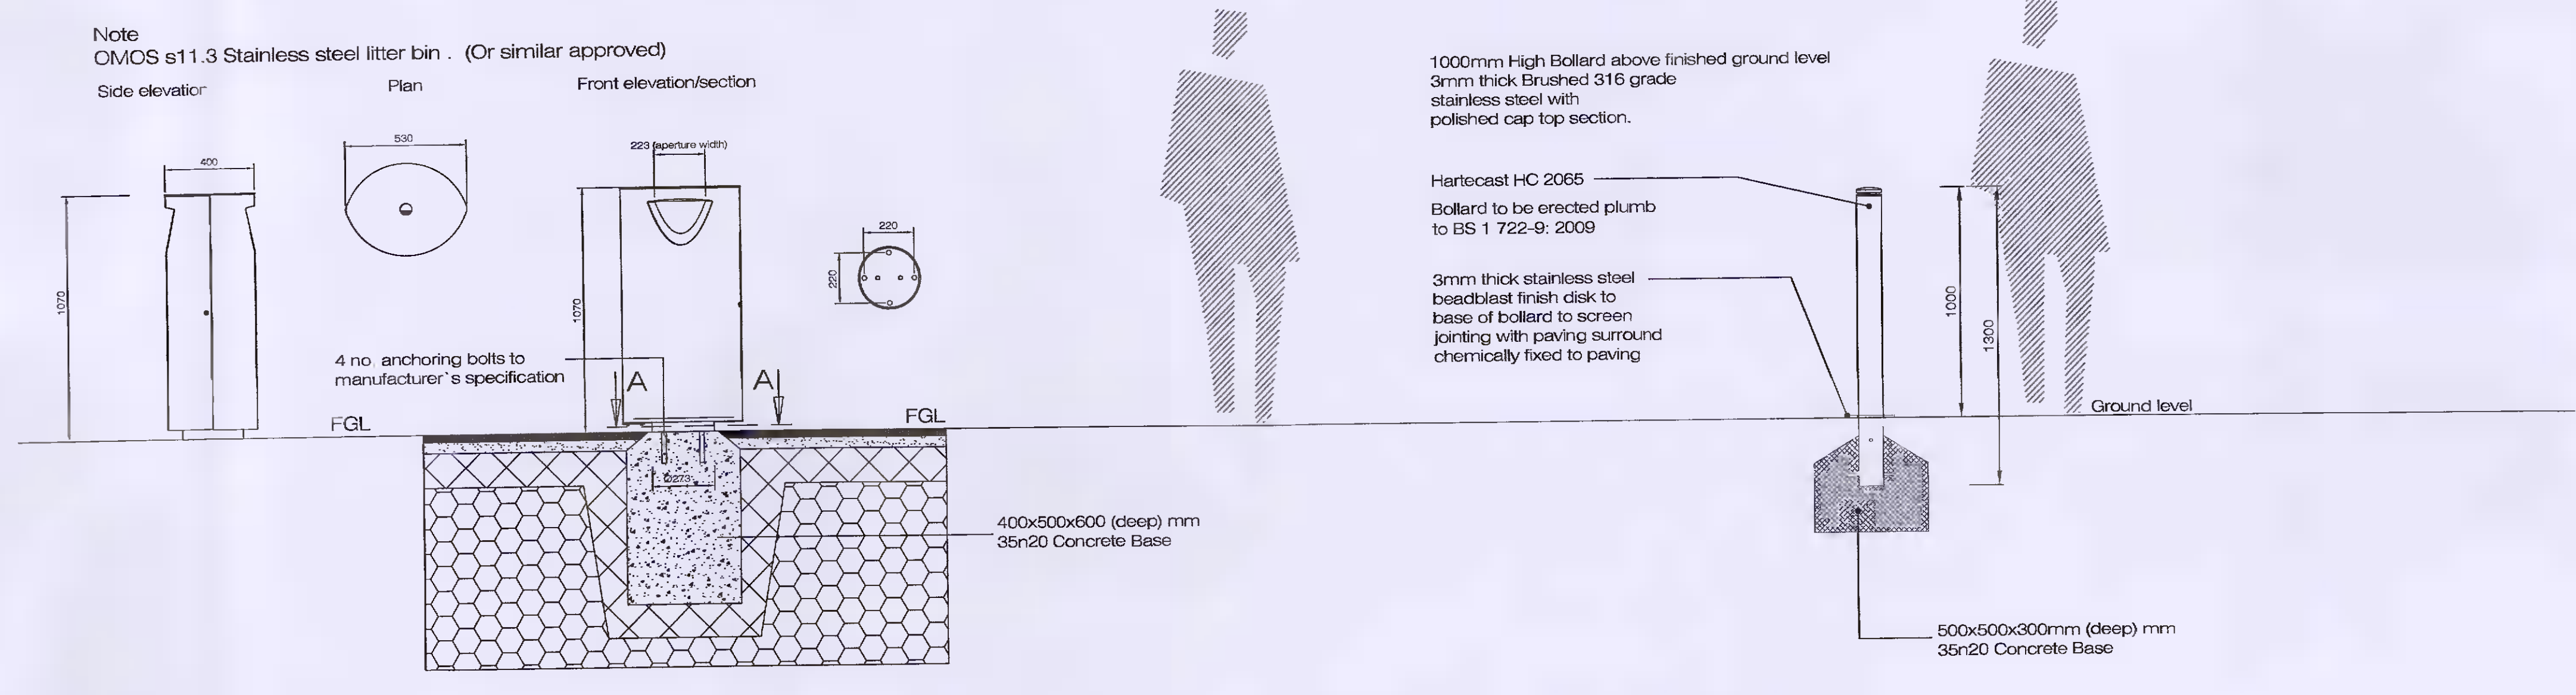 Note
OMOS s11.3 Stainless steel litter bin . (Or similar approved)
Side elevation
Plan
Front elevation/section
400
530
223 (aperture width)
1070
1070
220
220
4 no. anchoring bolts to
manufacturer`s specification
A
A
FGL
FGL
Ø273
400x500x600 (deep) mm
35n20 Concrete Base
1000mm High Bollard above finished ground level
3mm thick Brushed 316 grade
stainless steel with
polished cap top section.
Hartecast HC 2065
Bollard to be erected plumb
to BS 1 722-9: 2009
3mm thick stainless steel
beadblast finish disk to
base of bollard to screen
jointing with paving surround
chemically fixed to paving
1000
1300
Ground level
500x500x300mm (deep) mm
35n20 Concrete Base